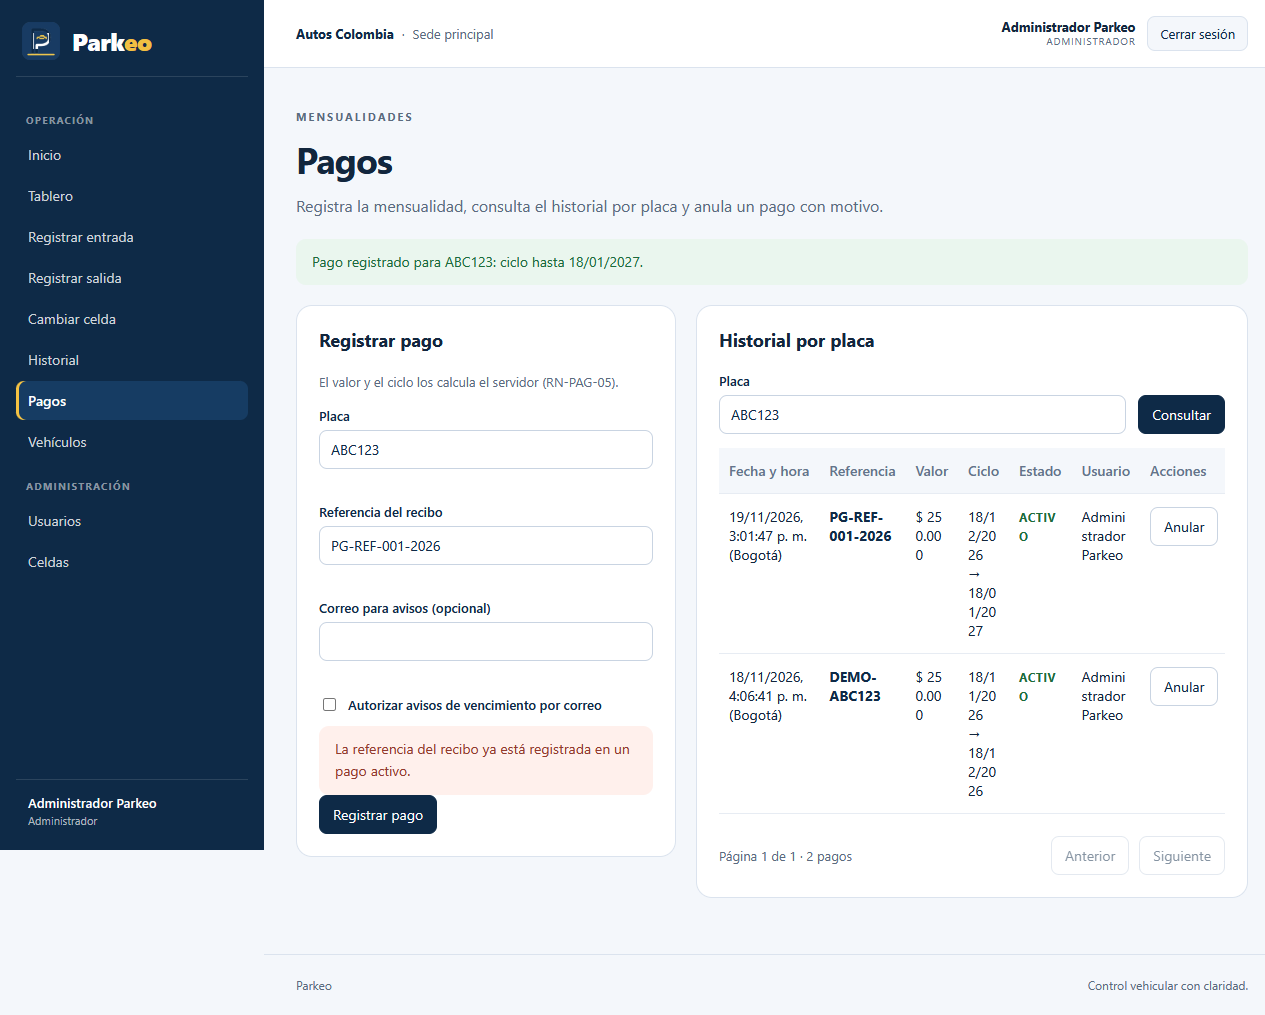 Parkeo
OPERACIÓN
Inicio
Tablero
Registrar entrada
Registrar salida
Cambiar celda
Historial
Pagos
Vehículos
ADMINISTRACIÓN
Usuarios
Celdas
Administrador Parkeo
Administrador
Autos Colombia · Sede principal
Administrador Parkeo
ADMINISTRADOR
Cerrar sesión
MENSUALIDADES
Pagos
Registra la mensualidad, consulta el historial por placa y anula un pago con motivo.
Pago registrado para ABC123: ciclo hasta 18/01/2027.
Registrar pago
El valor y el ciclo los calcula el servidor (RN-PAG-05).
Placa
ABC123
Referencia del recibo
PG-REF-001-2026
Correo para avisos (opcional)
Autorizar avisos de vencimiento por correo
La referencia del recibo ya está registrada en un
pago activo.
Registrar pago
Historial por placa
Placa
ABC123
Consultar
Fecha y hora Referencia Valor Ciclo Estado Usuario Acciones
19/11/2026,
3:01:47 p. m.
(Bogotá)
PG-REF-
001-2026
$ 25
0.00
0
18/1
2/20
26
→
18/0
1/20
27
ACTIV
O
Admini
strador
Parkeo
Anular
18/11/2026,
4:06:41 p. m.
(Bogotá)
DEMO-
ABC123
$ 25
0.00
0
18/1
1/20
26
→
18/1
2/20
26
ACTIV
O
Admini
strador
Parkeo
Anular
Página 1 de 1 · 2 pagos
Anterior
Siguiente
Parkeo
Control vehicular con claridad.